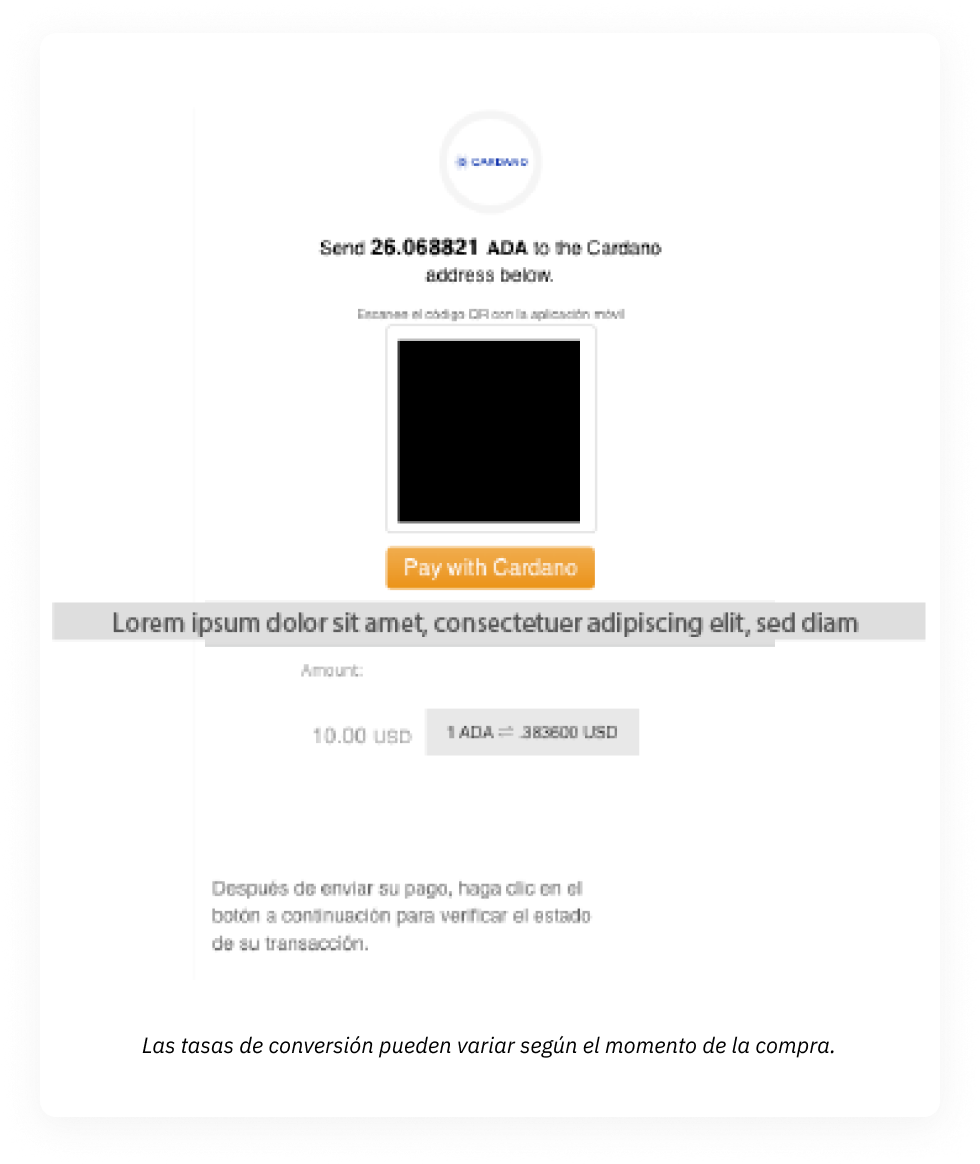 CARDANO
Send 26.068821 ADA to the Cardano
address below.
Escanee el código QR con la aplicación móvil
Pay with Cardano
Lorem ipsum dolor sit amet, consectetuer adipiscing elit, sed diam
Amount:
10.00 USD
1 ADA ⇌ .383600 USD
Después de enviar su pago, haga clic en el
botón a continuación para verificar el estado
de su transacción.
Las tasas de conversión pueden variar según el momento de la compra.